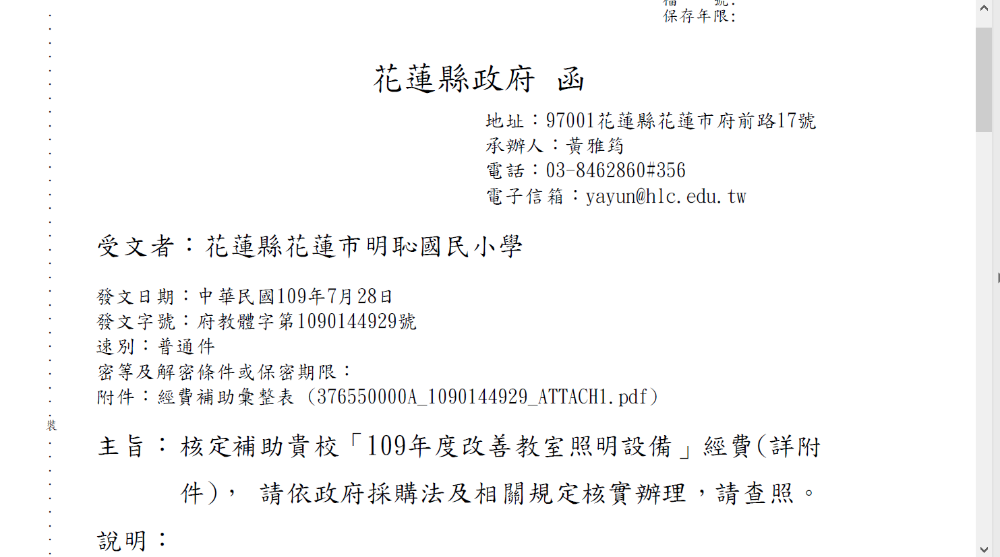 檔　　號:
保存年限:
花蓮縣政府 函
地址：97001花蓮縣花蓮市府前路17號
承辦人：黃雅筠
電話：03-8462860#356
電子信箱：yayun@hlc.edu.tw
受文者：花蓮縣花蓮市明恥國民小學
發文日期：中華民國109年7月28日
發文字號：府教體字第1090144929號
速別：普通件
密等及解密條件或保密期限：
附件：經費補助彙整表 (376550000A_1090144929_ATTACH1.pdf)
裝
主旨：核定補助貴校「109年度改善教室照明設備」經費(詳附
件)， 請依政府採購法及相關規定核實辦理，請查照。
說明：